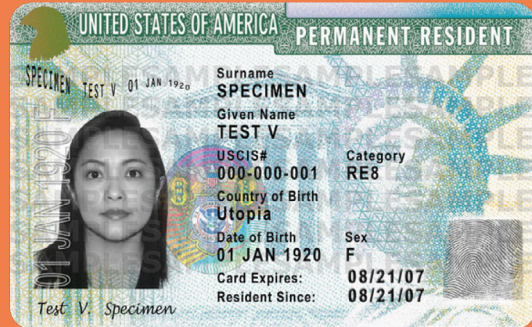 UNITED STATES OF AMERICA
PERMANENT RESIDENT
SPECIMEN TEST V 01 JAN 1920
Surname
SPECIMEN
Given Name
TEST V
USCIS# Category
000-000-001 RE8
Country of Birth
Utopia
Date of Birth Sex
01 JAN 1920 F
Card Expires: 08/21/07
Resident Since: 08/21/07
01 JAN 1920 F
Test V. Specimen